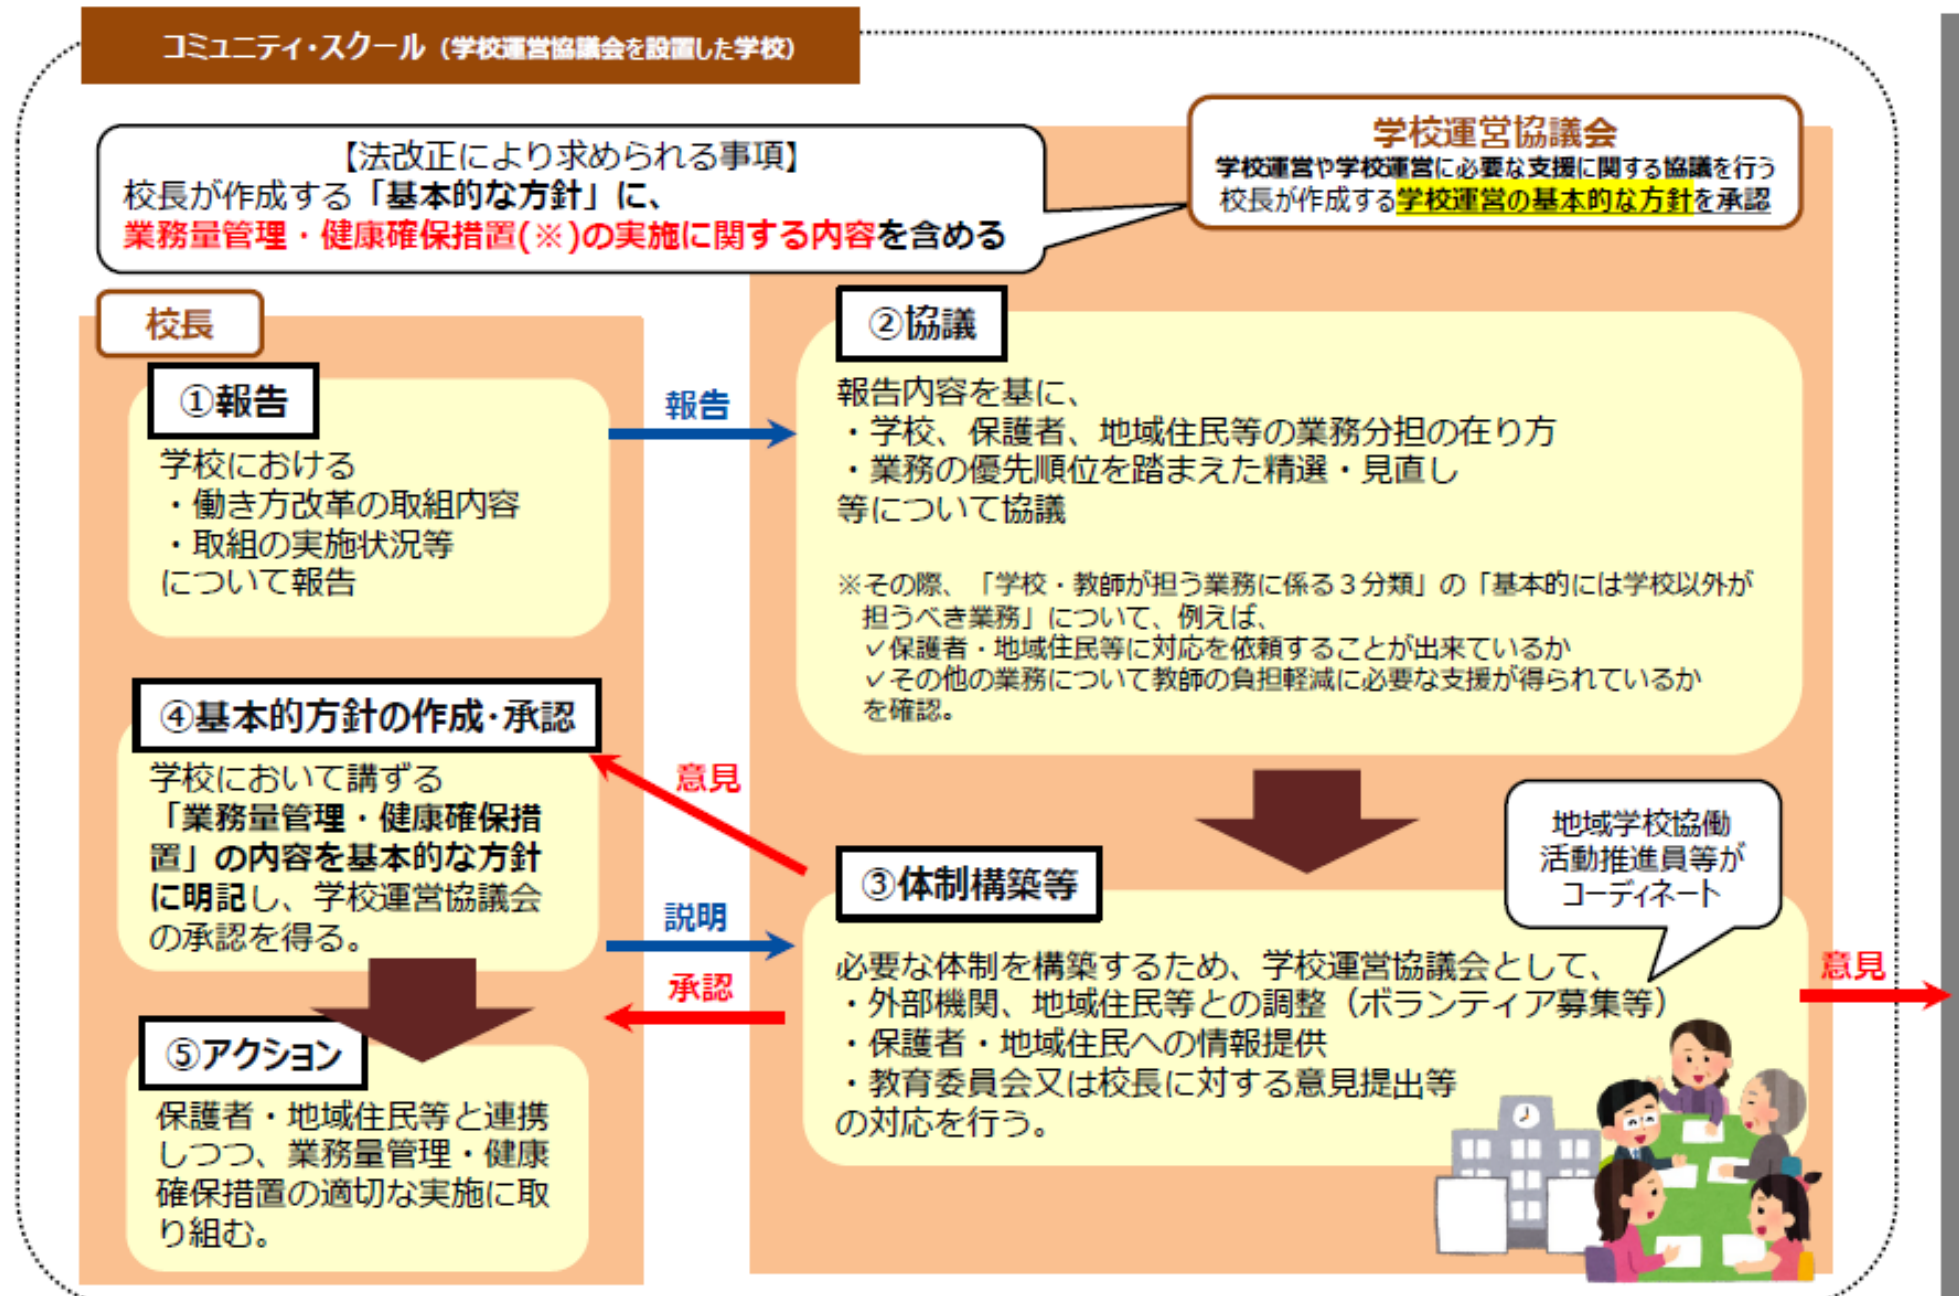 コミュニティ・スクール（学校運営協議会を設置した学校）
【法改正により求められる事項】
校長が作成する「基本的な方針」に、
業務量管理・健康確保措置(※)の実施に関する内容を含める
学校運営協議会
学校運営や学校運営に必要な支援に関する協議を行う
校長が作成する学校運営の基本的な方針を承認
校長
①報告
学校における
・働き方改革の取組内容
・取組の実施状況等
について報告
報告
②協議
報告内容を基に、
・学校、保護者、地域住民等の業務分担の在り方
・業務の優先順位を踏まえた精選・見直し
等について協議
※その際、「学校・教師が担う業務に係る３分類」の「基本的には学校以外が
担うべき業務」について、例えば、
✓保護者・地域住民等に対応を依頼することが出来ているか
✓その他の業務について教師の負担軽減に必要な支援が得られているか
を確認。
④基本的方針の作成・承認
学校において講ずる
「業務量管理・健康確保措
置」の内容を基本的な方針
に明記し、学校運営協議会
の承認を得る。
意見
説明
承認
③体制構築等
地域学校協働
活動推進員等が
コーディネート
必要な体制を構築するため、学校運営協議会として、
・外部機関、地域住民等との調整（ボランティア募集等）
・保護者・地域住民への情報提供
・教育委員会又は校長に対する意見提出等
の対応を行う。
意見
⑤アクション
保護者・地域住民等と連携
しつつ、業務量管理・健康
確保措置の適切な実施に取
り組む。